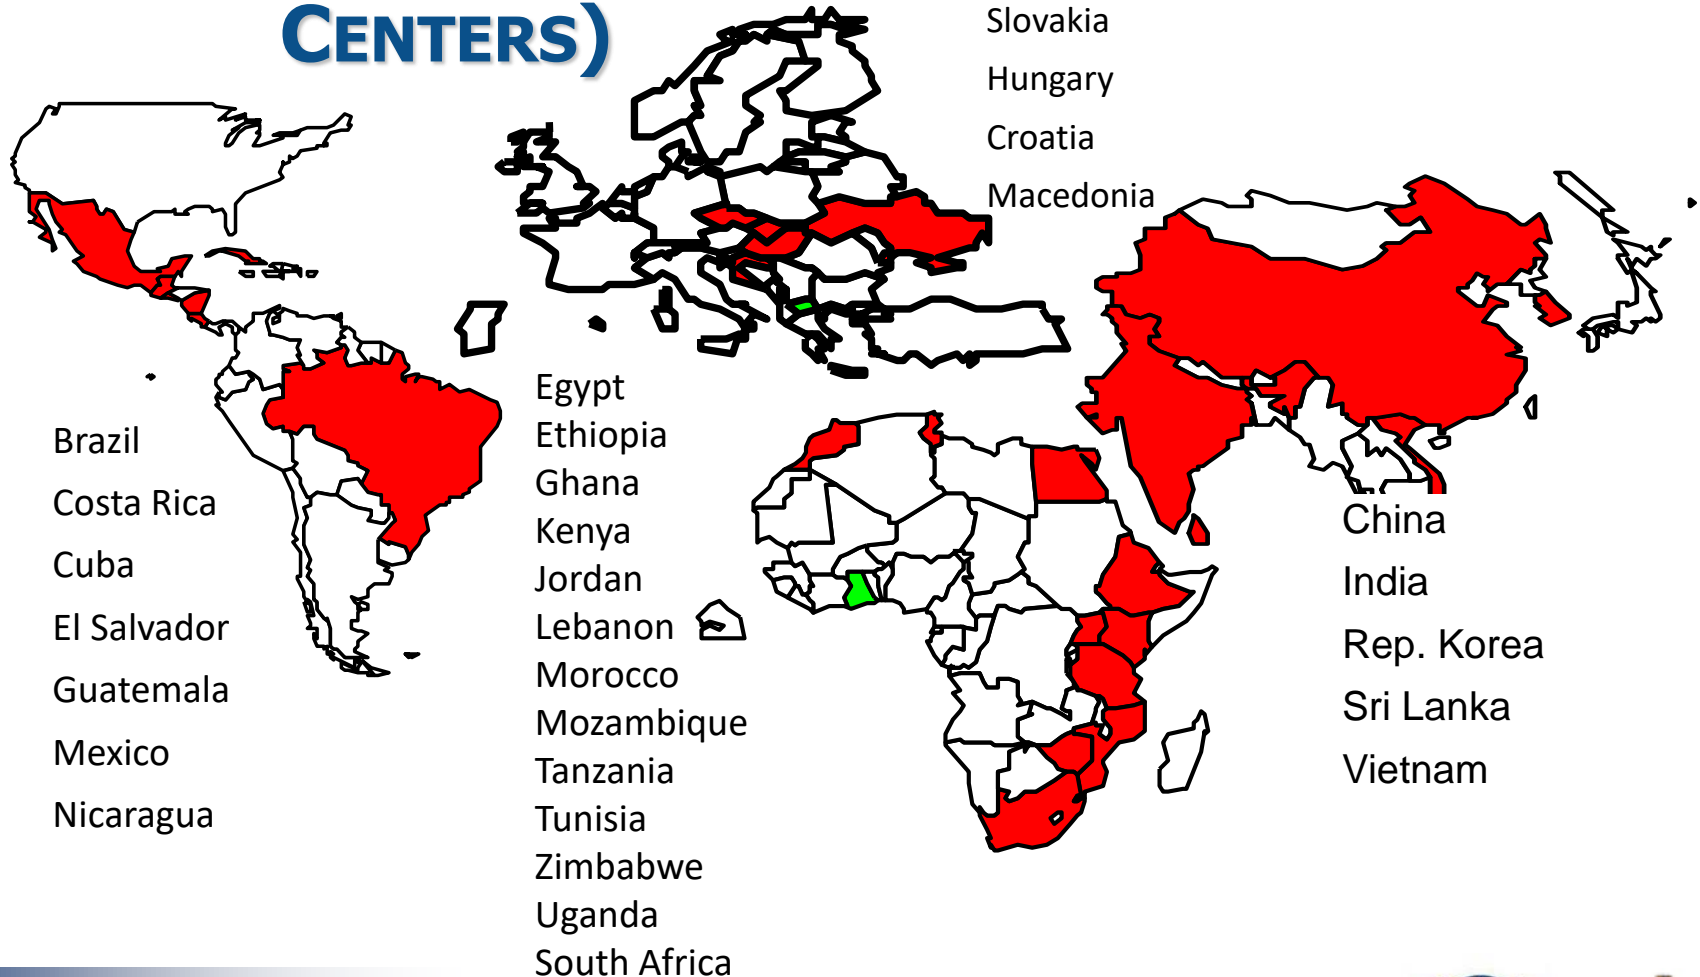 CENTERS)
Slovakia
Hungary
Croatia
Macedonia
Brazil
Costa Rica
Cuba
El Salvador
Guatemala
Mexico
Nicaragua
Egypt
Ethiopia
Ghana
Kenya
Jordan
Lebanon
Morocco
Mozambique
Tanzania
Tunisia
Zimbabwe
Uganda
South Africa
China
India
Rep. Korea
Sri Lanka
Vietnam